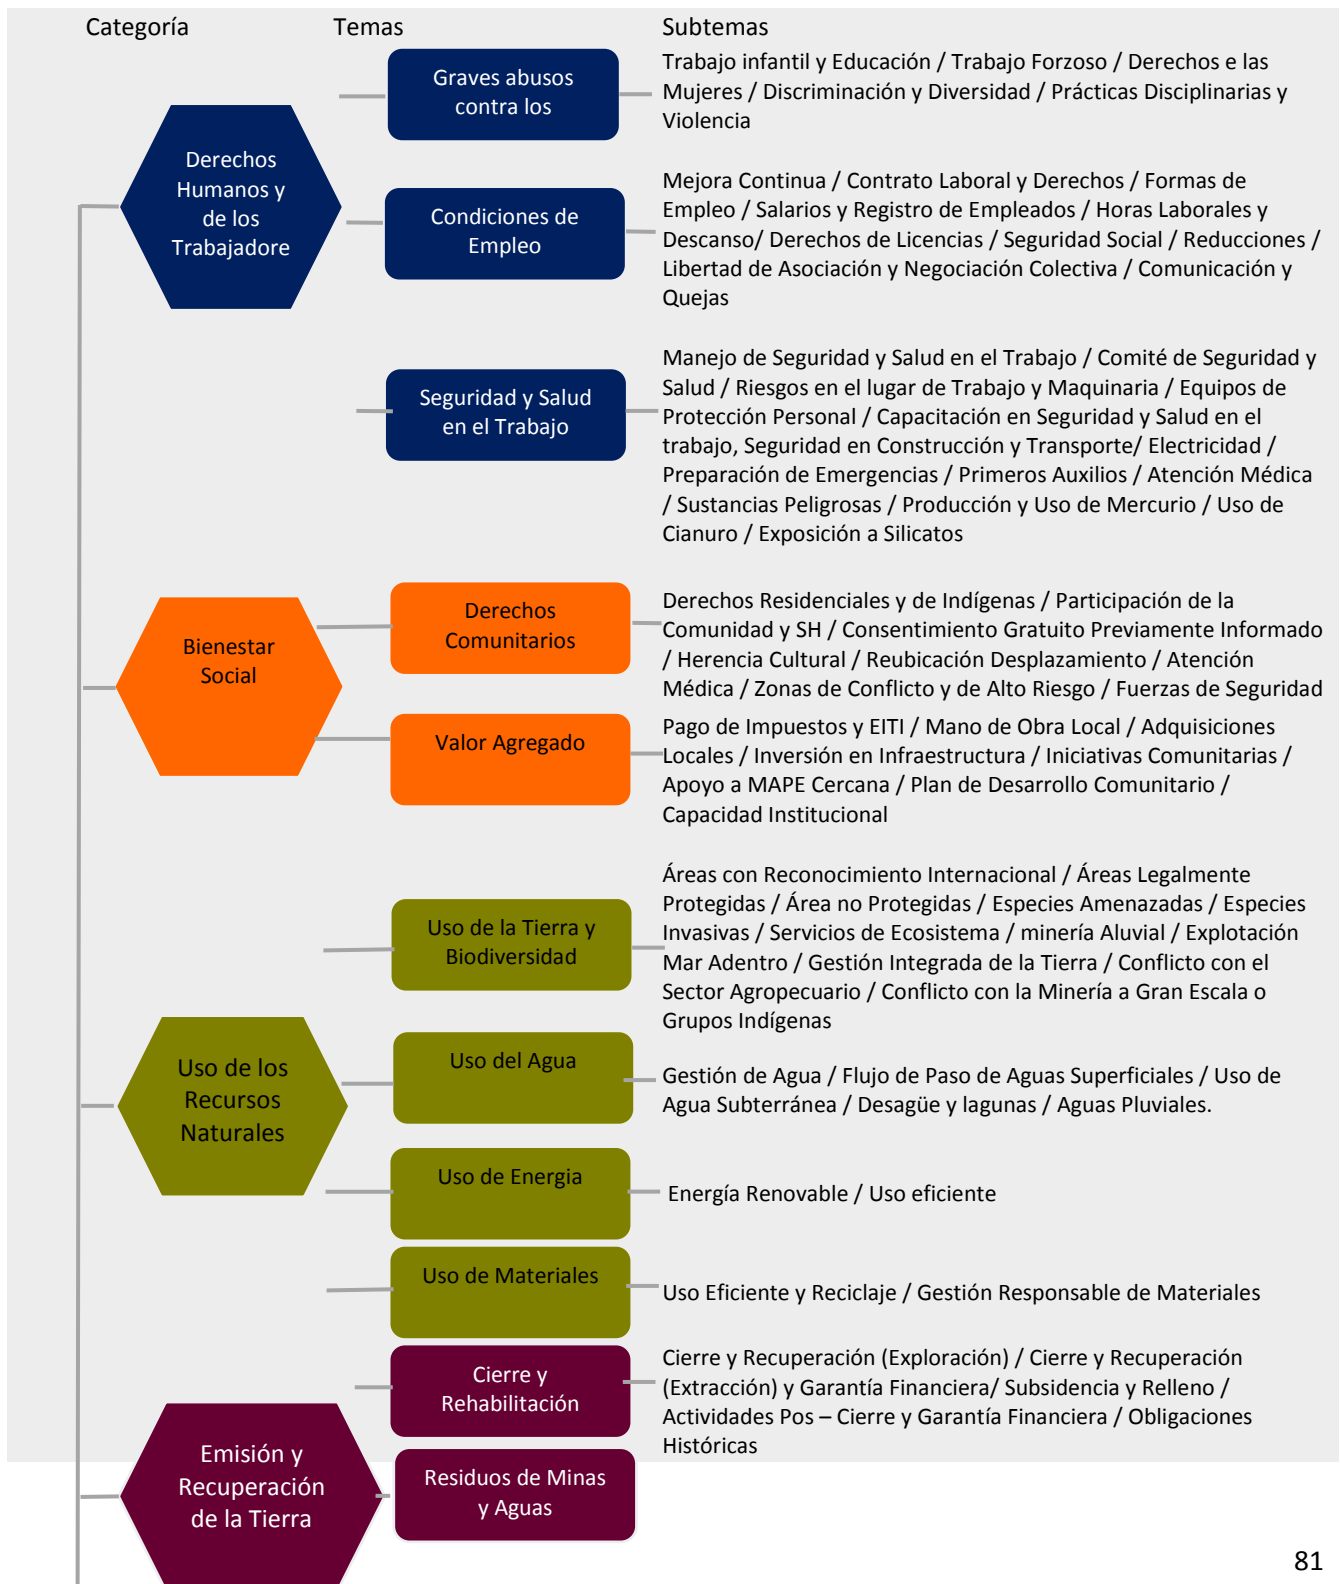 Categoría Temas Subtemas
Derechos
Humanos y
de los
Trabajadore
Graves abusos
contra los
Trabajo infantil y Educación / Trabajo Forzoso / Derechos e las
Mujeres / Discriminación y Diversidad / Prácticas Disciplinarias y
Violencia
Condiciones de
Empleo
Mejora Continua / Contrato Laboral y Derechos / Formas de
Empleo / Salarios y Registro de Empleados / Horas Laborales y
Descanso/ Derechos de Licencias / Seguridad Social / Reducciones /
Libertad de Asociación y Negociación Colectiva / Comunicación y
Quejas
Seguridad y Salud
en el Trabajo
Manejo de Seguridad y Salud en el Trabajo / Comité de Seguridad y
Salud / Riesgos en el lugar de Trabajo y Maquinaria / Equipos de
Protección Personal / Capacitación en Seguridad y Salud en el
trabajo, Seguridad en Construcción y Transporte/ Electricidad /
Preparación de Emergencias / Primeros Auxilios / Atención Médica
/ Sustancias Peligrosas / Producción y Uso de Mercurio / Uso de
Cianuro / Exposición a Silicatos
Bienestar
Social
Derechos
Comunitarios
Derechos Residenciales y de Indígenas / Participación de la
Comunidad y SH / Consentimiento Gratuito Previamente Informado
/ Herencia Cultural / Reubicación Desplazamiento / Atención
Médica / Zonas de Conflicto y de Alto Riesgo / Fuerzas de Seguridad
Valor Agregado
Pago de Impuestos y EITI / Mano de Obra Local / Adquisiciones
Locales / Inversión en Infraestructura / Iniciativas Comunitarias /
Apoyo a MAPE Cercana / Plan de Desarrollo Comunitario /
Capacidad Institucional
Uso de los
Recursos
Naturales
Uso de la Tierra y
Biodiversidad
Áreas con Reconocimiento Internacional / Áreas Legalmente
Protegidas / Área no Protegidas / Especies Amenazadas / Especies
Invasivas / Servicios de Ecosistema / minería Aluvial / Explotación
Mar Adentro / Gestión Integrada de la Tierra / Conflicto con el
Sector Agropecuario / Conflicto con la Minería a Gran Escala o
Grupos Indígenas
Uso del Agua
Gestión de Agua / Flujo de Paso de Aguas Superficiales / Uso de
Agua Subterránea / Desagüe y lagunas / Aguas Pluviales.
Uso de Energia
Energía Renovable / Uso eficiente
Uso de Materiales
Uso Eficiente y Reciclaje / Gestión Responsable de Materiales
Emisión y
Recuperación
de la Tierra
Cierre y
Rehabilitación
Cierre y Recuperación (Exploración) / Cierre y Recuperación
(Extracción) y Garantía Financiera/ Subsidencia y Relleno /
Actividades Pos – Cierre y Garantía Financiera / Obligaciones
Históricas
Residuos de Minas
y Aguas
81